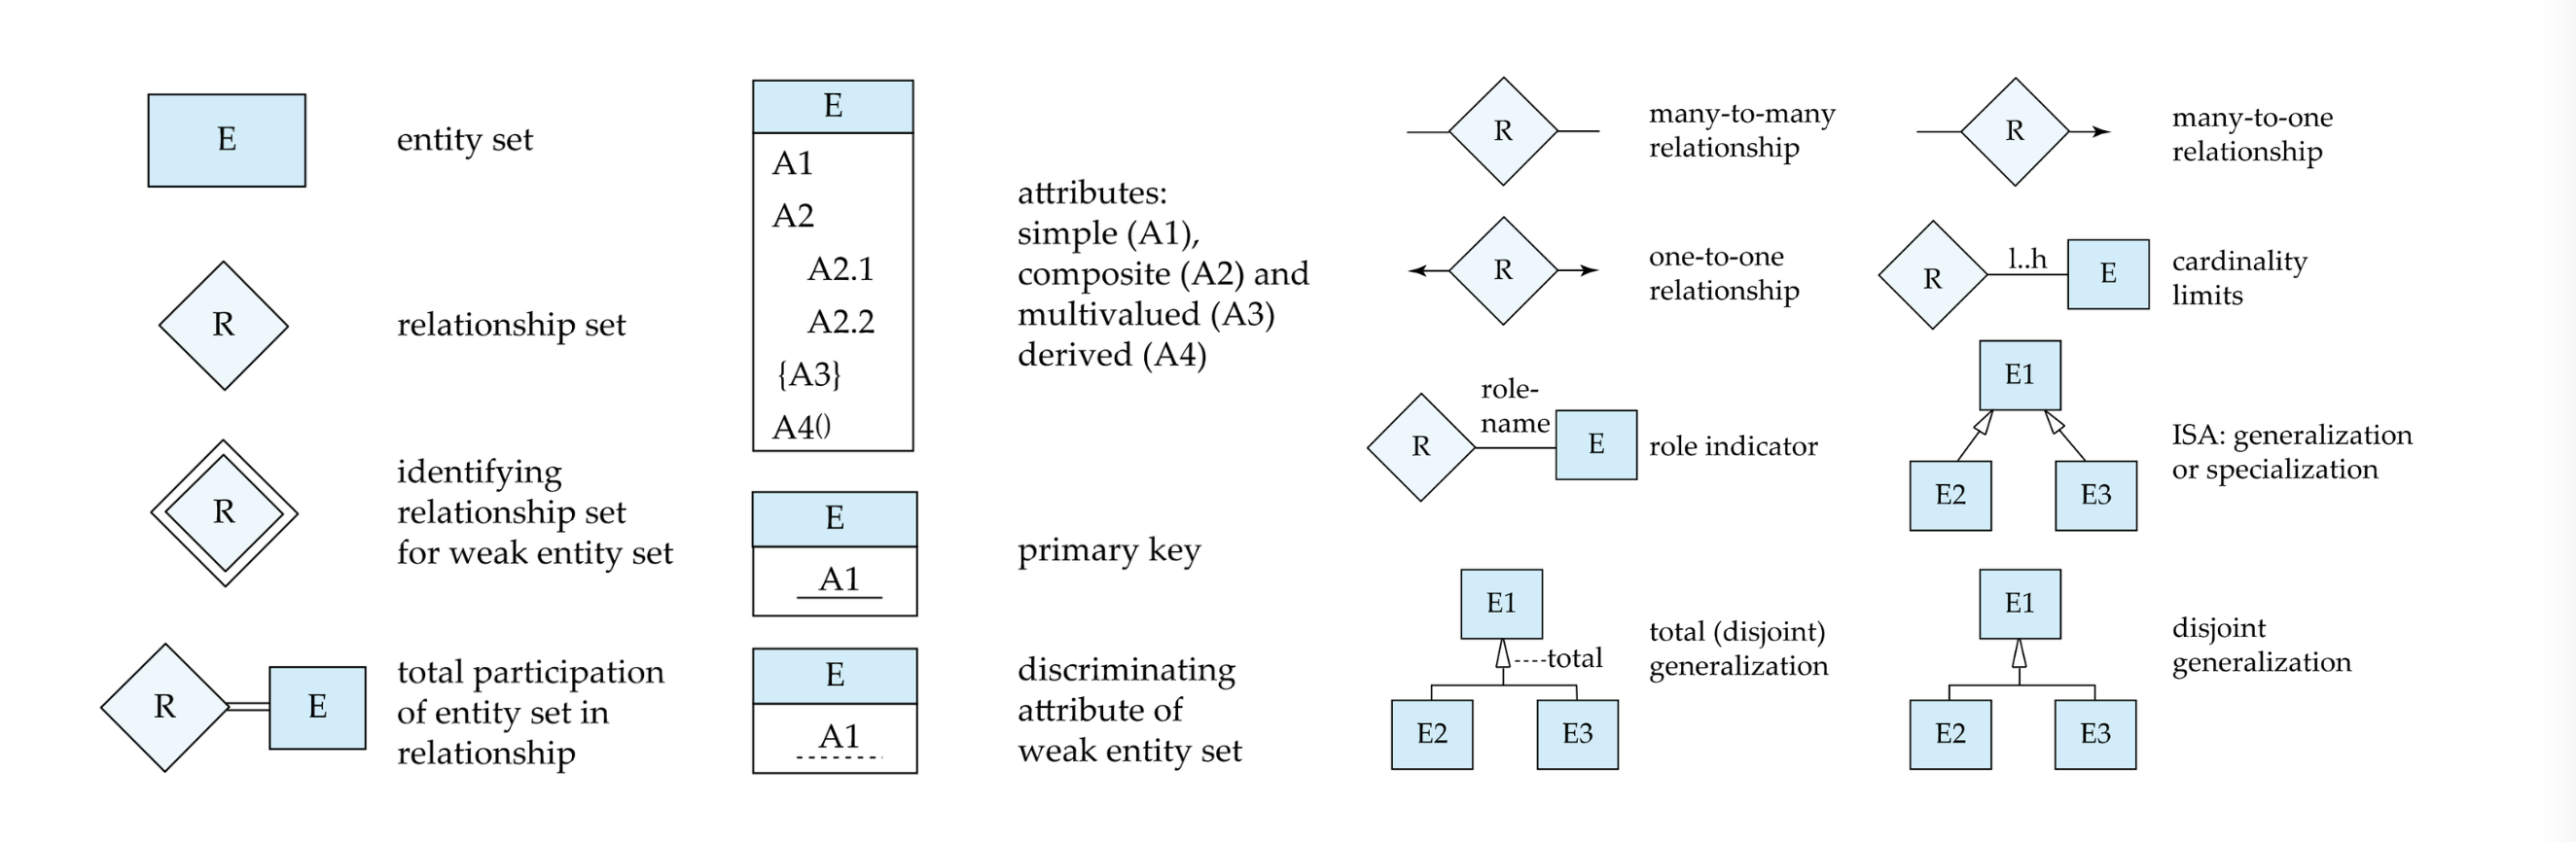 E
entity set
R
relationship set
R
identifying
relationship set
for weak entity set
R
E
total participation
of entity set in
relationship
E
A1
A2
A2.1
A2.2
{A3}
A4()
attributes:
simple (A1),
composite (A2) and
multivalued (A3)
derived (A4)
E
A1
primary key
E
A1
discriminating
attribute of
weak entity set
R
many-to-many
relationship
R
many-to-one
relationship
R
one-to-one
relationship
R
l..h
E
cardinality
limits
R
role-
name
E
role indicator
E1
E2
E3
ISA: generalization
or specialization
E1
----total
E2
E3
total (disjoint)
generalization
E1
E2
E3
disjoint
generalization